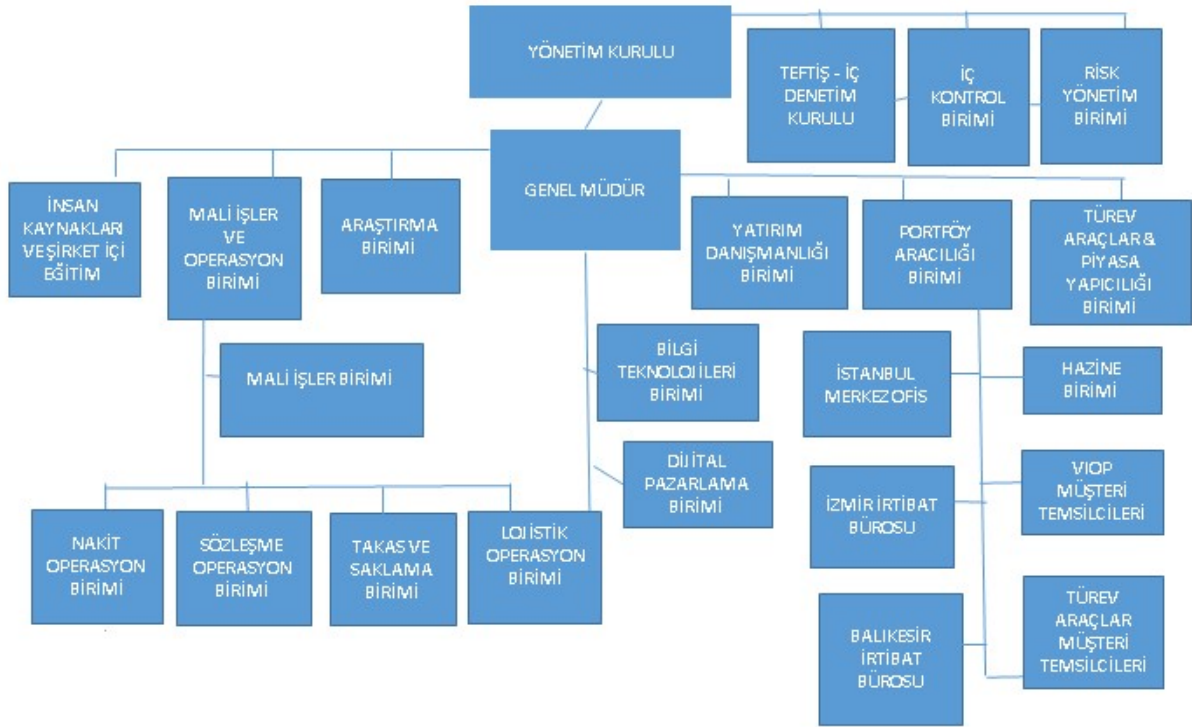 YÖNETİM KURULU
TEFTİŞ - İÇ
DENETİM
KURULU
İÇ
KONTROL
BİRİMİ
RİSK
YÖNETİM
BİRİMİ
GENEL MÜDÜR
İNSAN
KAYNAKLARI
VE ŞİRKET İÇİ
EĞİTİM
MALİ İŞLER
VE
OPERASYON
BİRİMİ
ARAŞTIRMA
BİRİMİ
YATIRIM
DANIŞMANLIĞI
BİRİMİ
PORTFÖY
ARACILIĞI
BİRİMİ
TÜREV
ARAÇLAR &
PİYASA
YAPICILIĞI
BİRİMİ
MALİ İŞLER BİRİMİ
BİLGİ
TEKNOLOJİLERİ
BİRİMİ
İSTANBUL
MERKEZ OFİS
HAZİNE
BİRİMİ
DİJİTAL
PAZARLAMA
BİRİMİ
İZMİR İRTİBAT
BÜROSU
VIOP
MÜŞTERİ
TEMSİLCİLERİ
NAKİT
OPERASYON
BİRİMİ
SÖZLEŞME
OPERASYON
BİRİMİ
TAKAS VE
SAKLAMA
BİRİMİ
LOJİSTİK
OPERASYON
BİRİMİ
BALIKESİR
İRTİBAT
BÜROSU
TÜREV
ARAÇLAR
MÜŞTERİ
TEMSİLCİLERİ